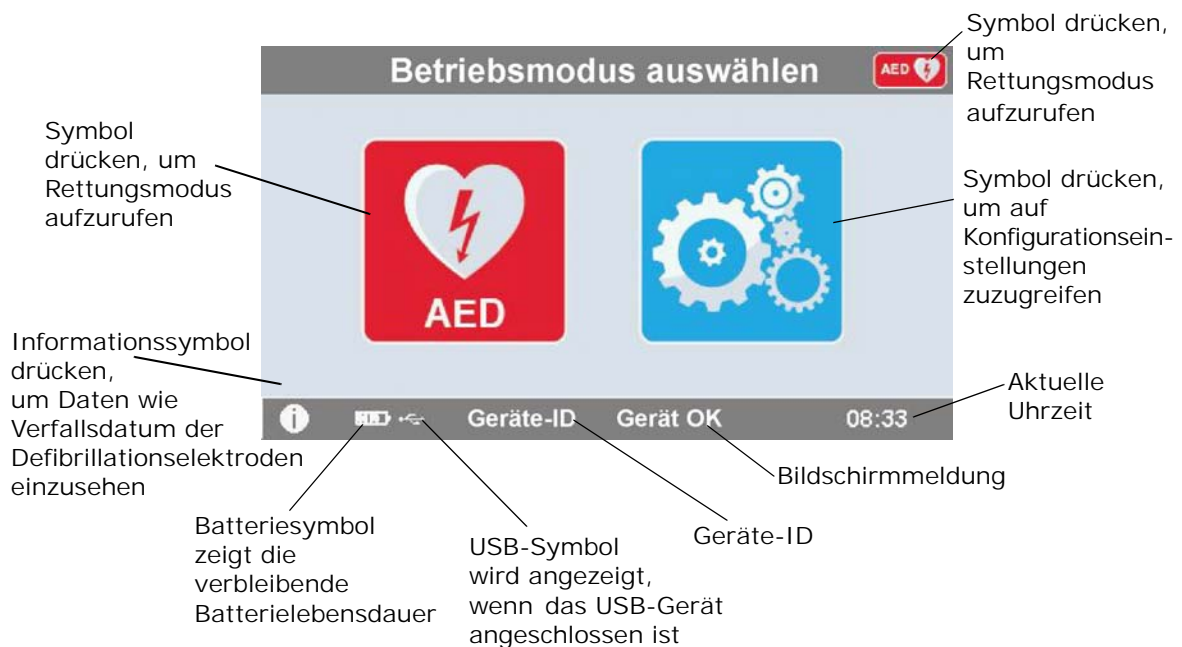 Symbol drücken,
um
Rettungsmodus
aufzurufen
Betriebsmodus auswählen
AED
Symbol
drücken, um
Rettungsmodus
aufzurufen
AED
Symbol drücken,
um auf
Konfigurationsein-
stellungen
zuzugreifen
Informationssymbol
drücken,
um Daten wie
Verfallsdatum der
Defibrillationselektroden
einzusehen
Aktuelle
Uhrzeit
i
Geräte-ID
Gerät OK
08:33
Bildschirmmeldung
Geräte-ID
Batteriesymbol
zeigt die
verbleibende
Batterielebensdauer
USB-Symbol
wird angezeigt,
wenn das USB-Gerät
angeschlossen ist